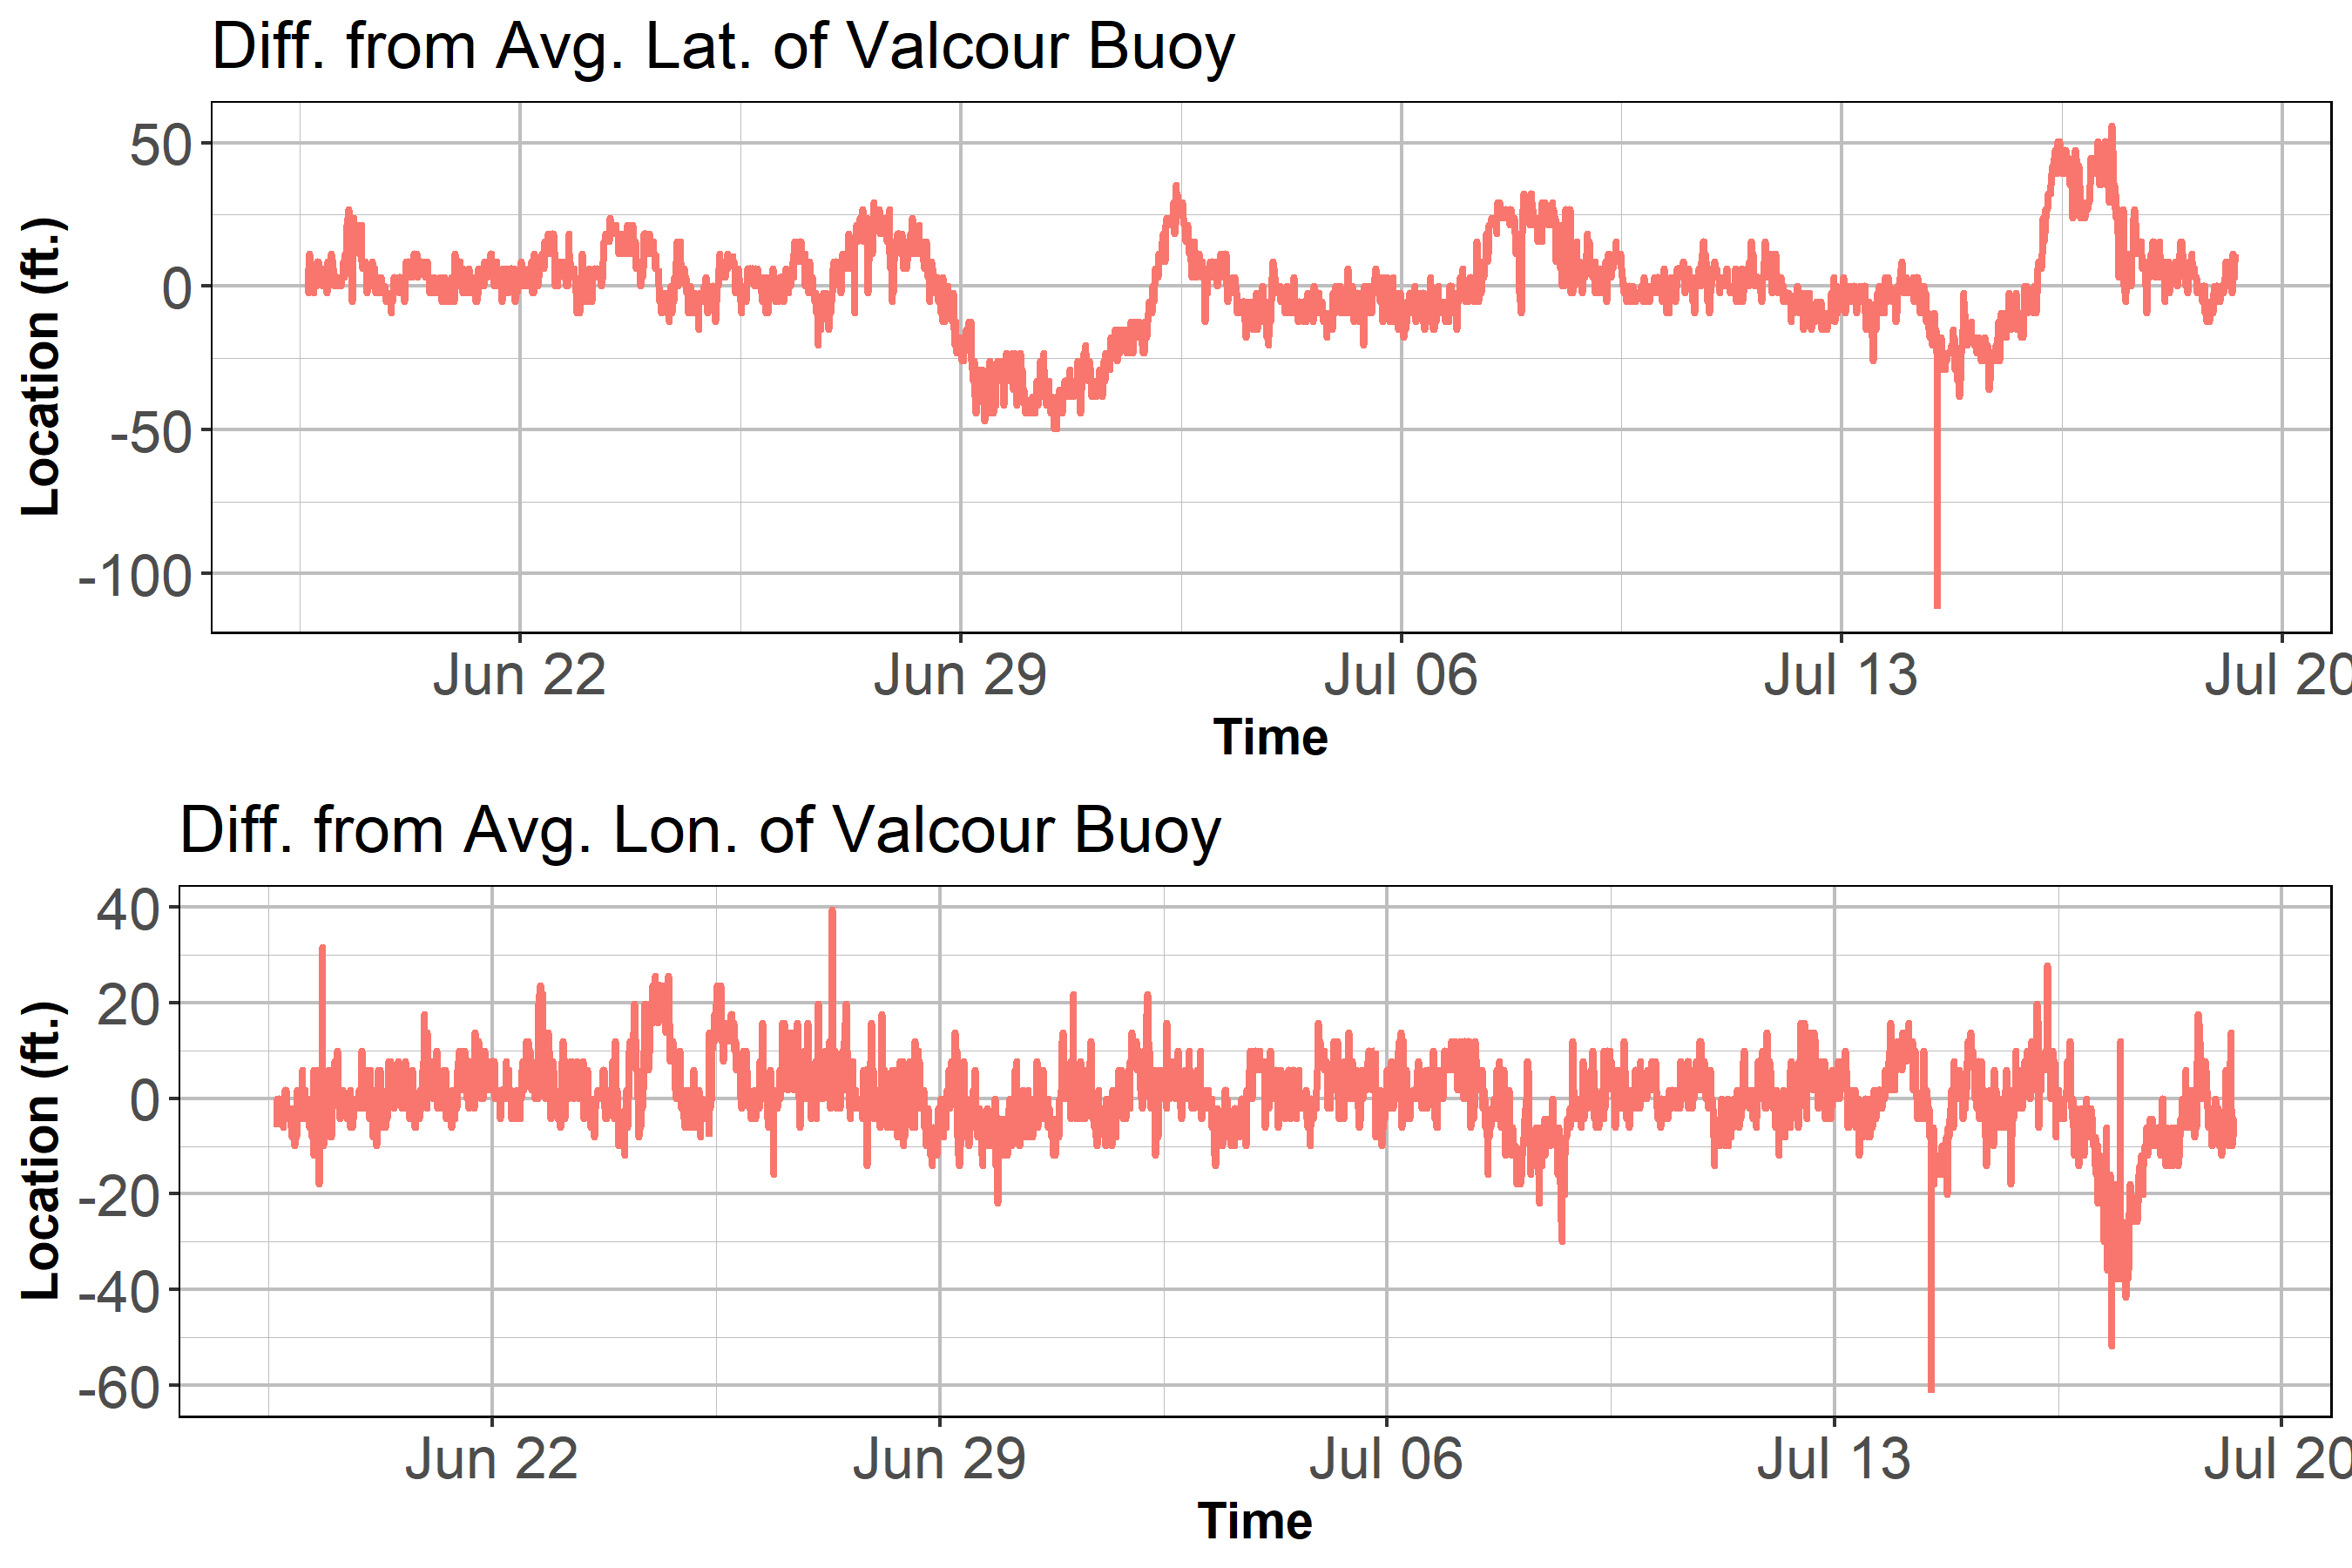 Diff. from Avg. Lat. of Valcour Buoy
Location (ft.)
50
0
-50
-100
Jun 22
Jun 29
Jul 06
Jul 13
Jul 20
Time
Diff. from Avg. Lon. of Valcour Buoy
Location (ft.)
40
20
0
-20
-40
-60
Jun 22
Jun 29
Jul 06
Jul 13
Jul 20
Time